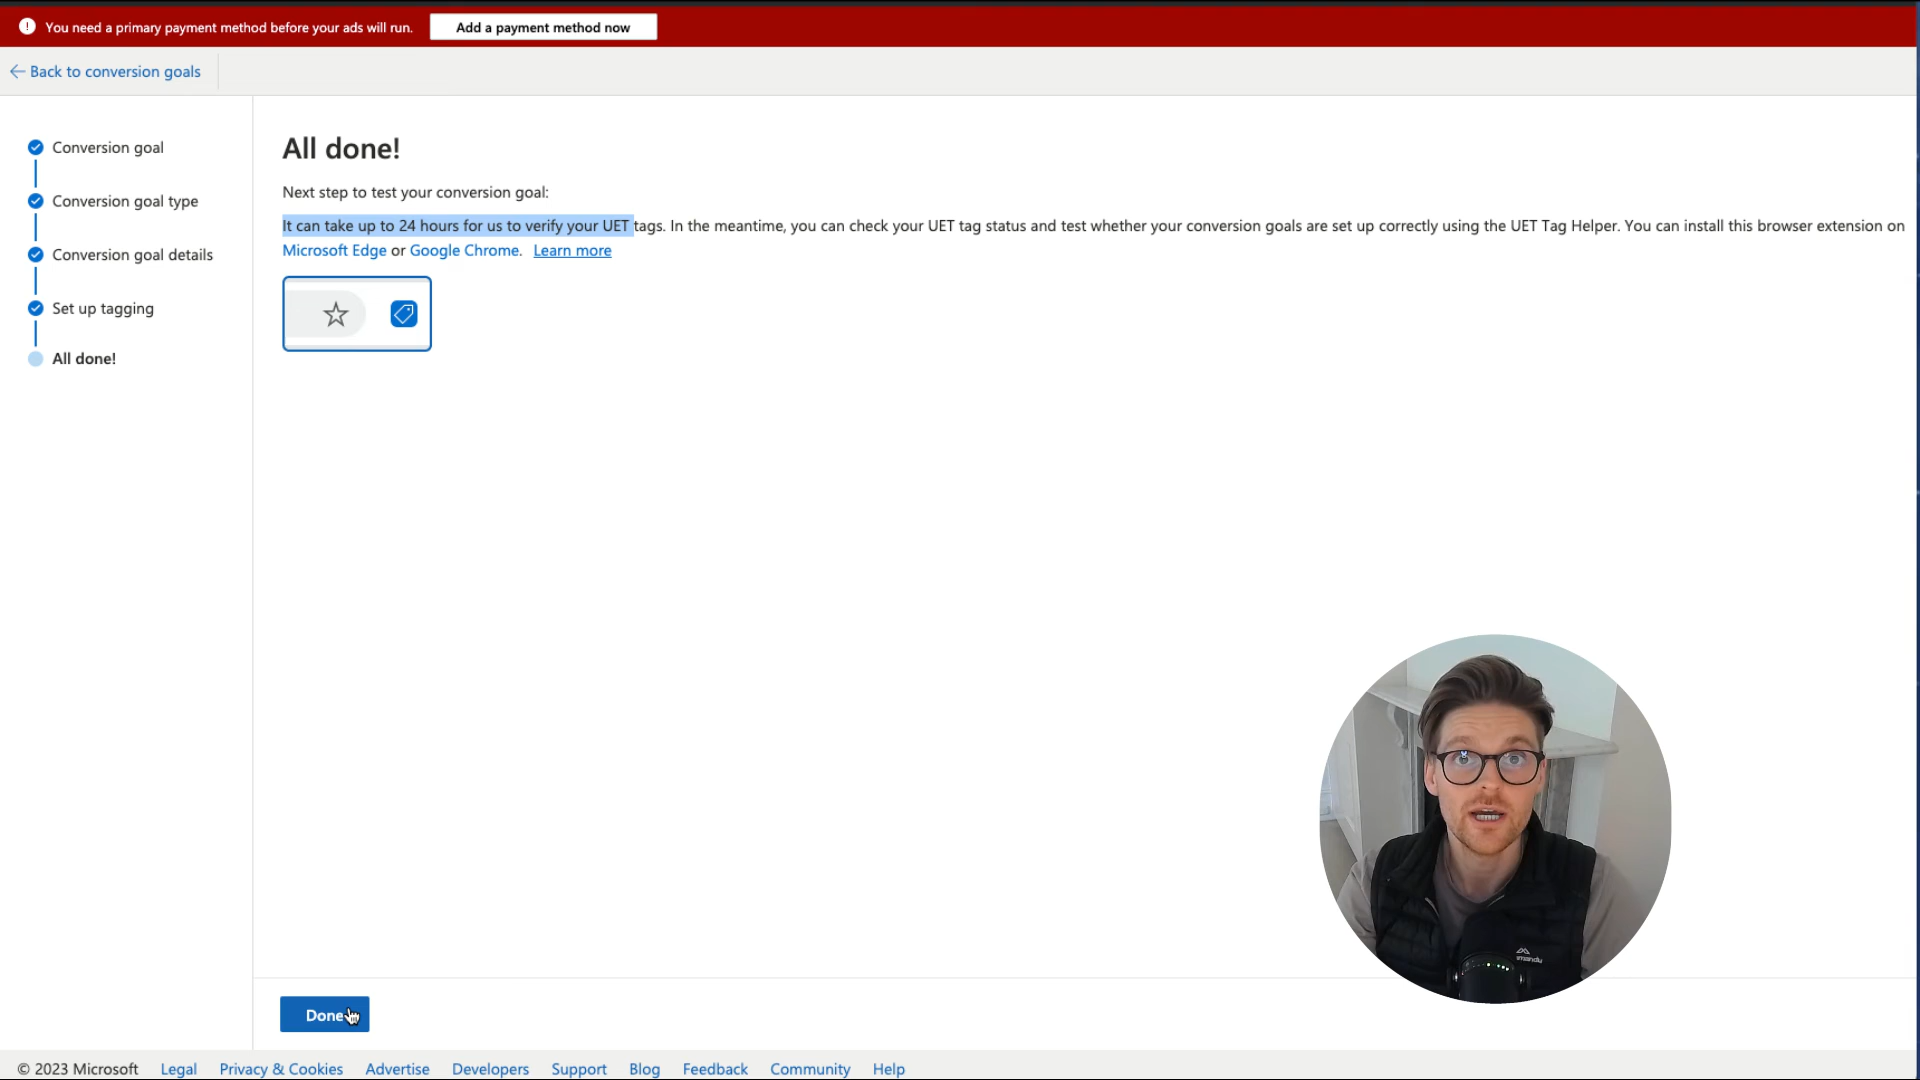 You need a primary payment method before your ads will run. Add a payment method now
Back to conversion goals
Conversion goal
Conversion goal type
Conversion goal details
Set up tagging
All done!
All done!
Next step to test your conversion goal:
It can take up to 24 hours for us to verify your UET tags. In the meantime, you can check your UET tag status and test whether your conversion goals are set up correctly using the UET Tag Helper. You can install this browser extension on
Microsoft Edge or Google Chrome. Learn more
Done
© 2023 Microsoft Legal Privacy & Cookies Advertise Developers Support Blog Feedback Community Help